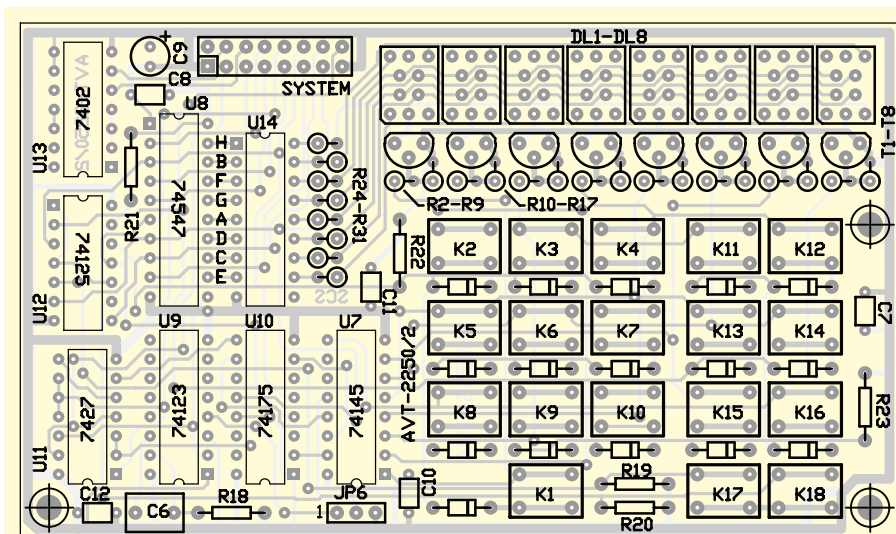 DL1-DL8
SYSTEM
C9
+
C8
U8
7402
U13
U14
T1-T8
H
B
F
G
A
D
C
E
74547
R21
R24-R31
R2-R9
R10-R17
74125
U12
R22
C11
K2
K3
K4
K11
K12
C7
U9
U10
U7
AVT-2250/2
K5
K6
K7
K13
K14
U11
7427
74123
74175
74145
K8
K9
K10
K15
K16
R23
C12
C6
R18
JP6
1
C10
K1
R19
R20
K17
K18